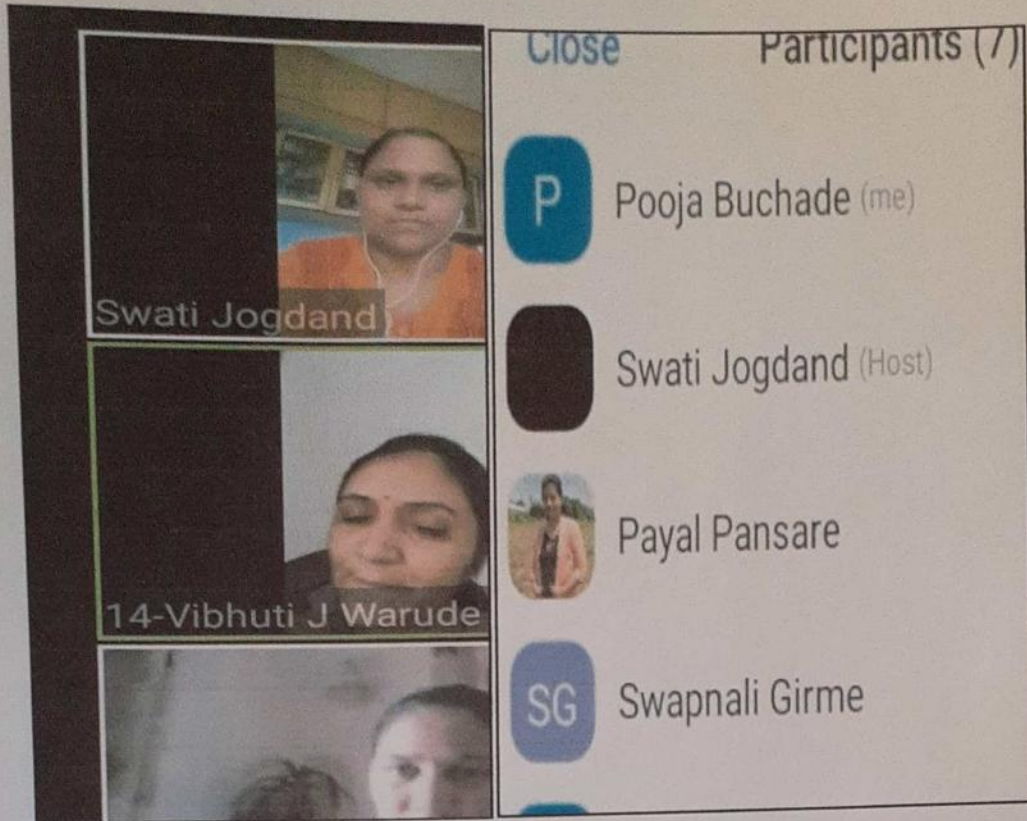 Swati Jogdand
14-Vibhuti J Warude
Close Participants (7)
P Pooja Buchade (me)
Swati Jogdand (Host)
Payal Pansare
SG Swapnali Girme